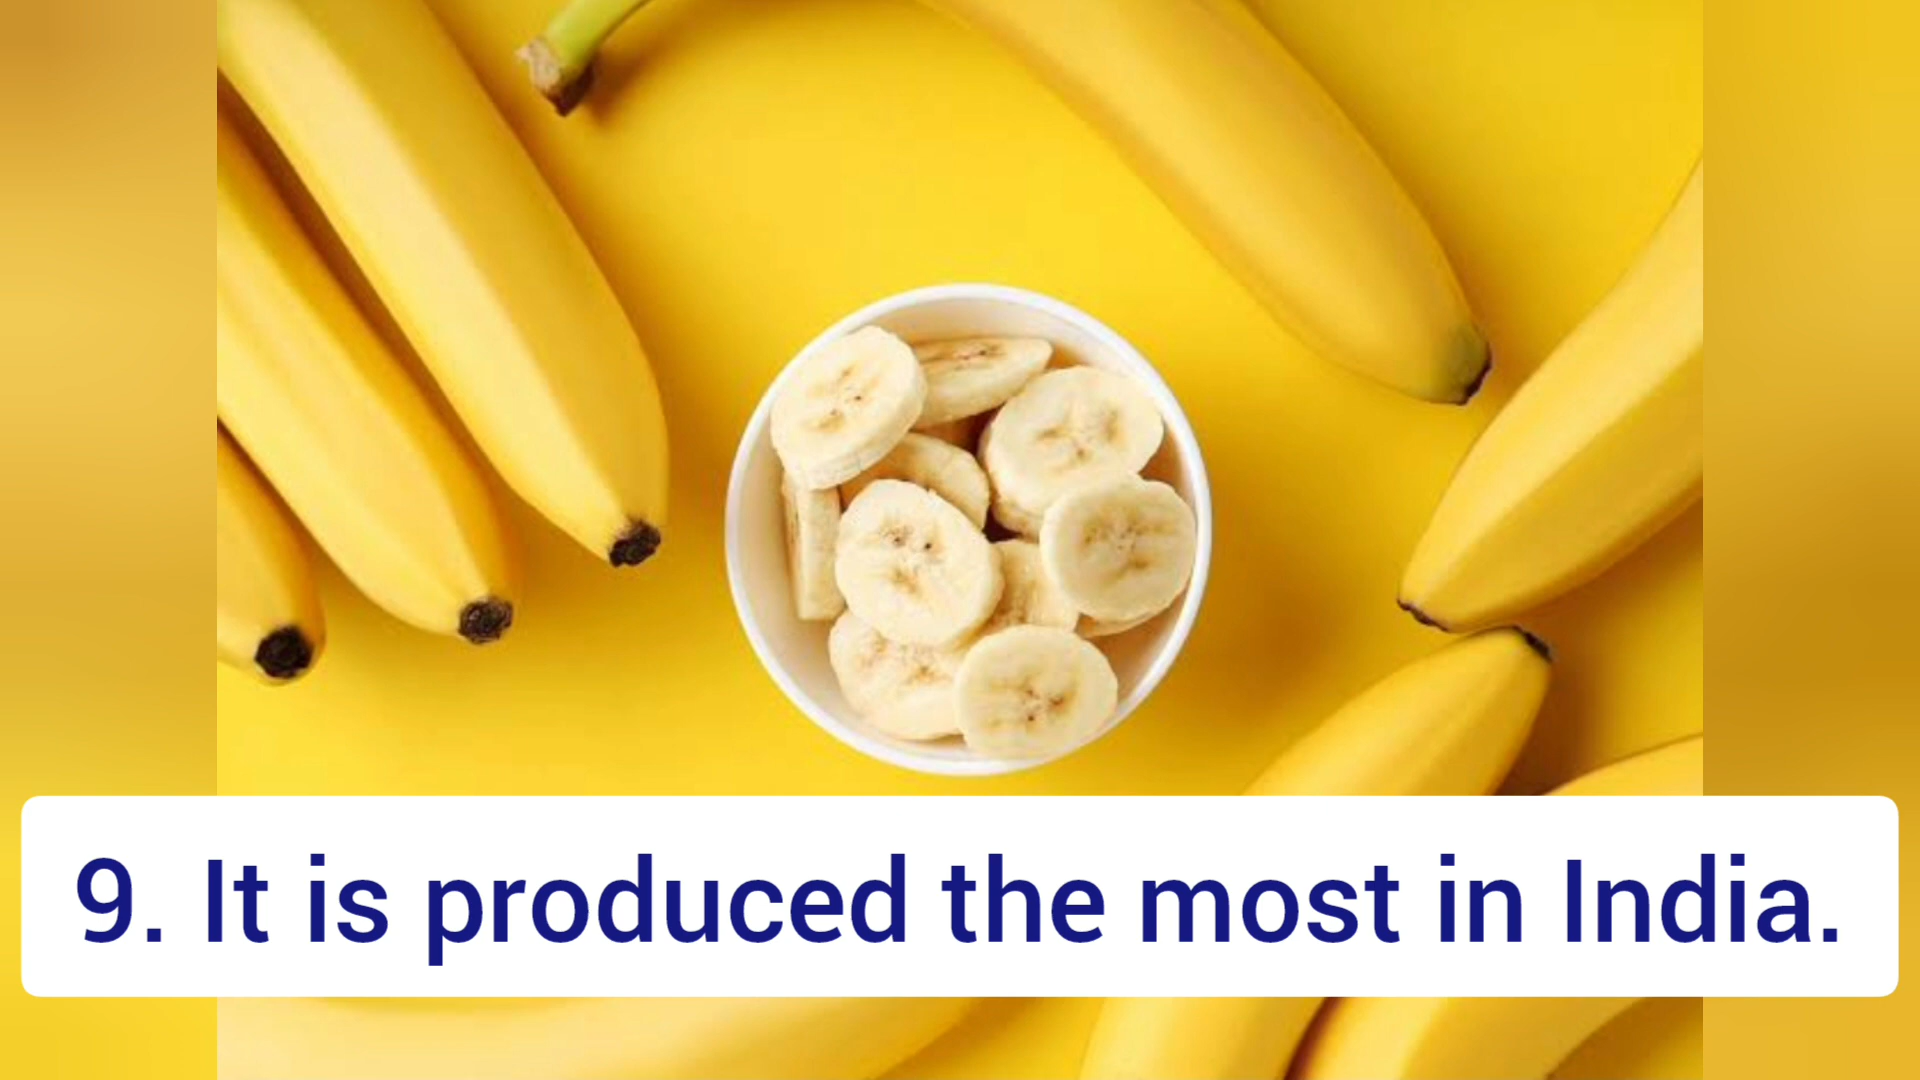 9. It is produced the most in India.